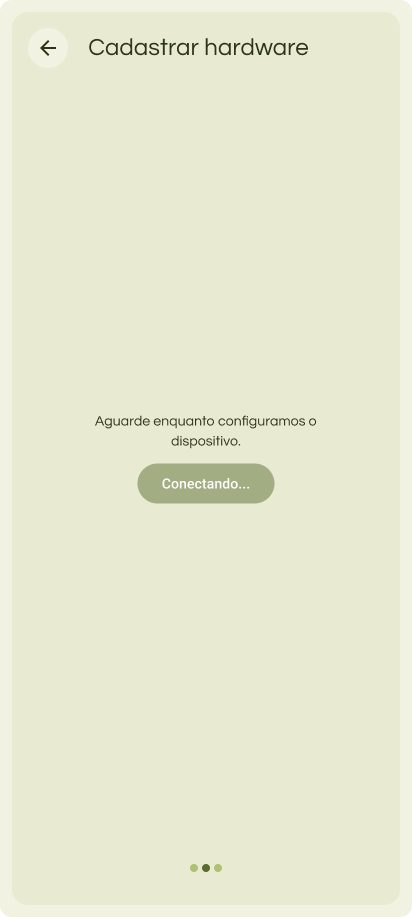 Cadastrar hardware
Aguarde enquanto configuramos o
dispositivo.
Conectando...